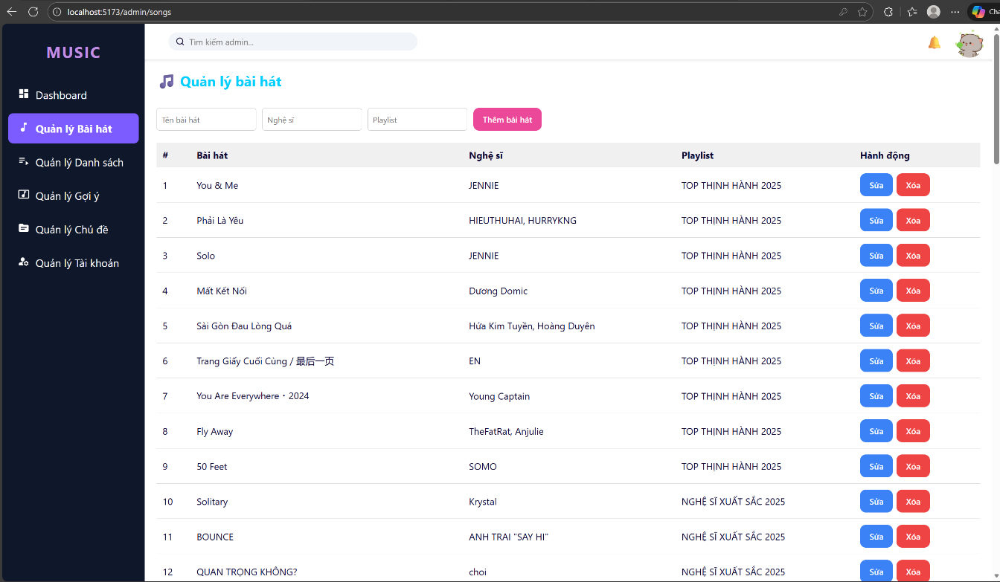 localhost:5173/admin/songs
Cha
MUSIC
Tìm kiếm admin...
Dashboard
Quản lý Bài hát
Quản lý Danh sách
Quản lý Gợi ý
Quản lý Chủ đề
Quản lý Tài khoản
Quản lý bài hát
Tên bài hát Nghệ sĩ Playlist Thêm bài hát
# Bài hát Nghệ sĩ Playlist Hành động
1 You & Me JENNIE TOP THỊNH HÀNH 2025 Sửa Xóa
2 Phải Là Yêu HIEUTHUHAI, HURRYKNG TOP THỊNH HÀNH 2025 Sửa Xóa
3 Solo JENNIE TOP THỊNH HÀNH 2025 Sửa Xóa
4 Mất Kết Nối Dương Domic TOP THỊNH HÀNH 2025 Sửa Xóa
5 Sài Gòn Đau Lòng Quá Hứa Kim Tuyền, Hoàng Duyên TOP THỊNH HÀNH 2025 Sửa Xóa
6 Trang Giấy Cuối Cùng / 最后一页 EN TOP THỊNH HÀNH 2025 Sửa Xóa
7 You Are Everywhere・2024 Young Captain TOP THỊNH HÀNH 2025 Sửa Xóa
8 Fly Away TheFatRat, Anjulie TOP THỊNH HÀNH 2025 Sửa Xóa
9 50 Feet SOMO TOP THỊNH HÀNH 2025 Sửa Xóa
10 Solitary Krystal NGHỆ SĨ XUẤT SẮC 2025 Sửa Xóa
11 BOUNCE ANH TRAI "SAY HI" NGHỆ SĨ XUẤT SẮC 2025 Sửa Xóa
12 QUAN TRỌNG KHÔNG? choi NGHỆ SĨ XUẤT SẮC 2025 Sửa Xóa